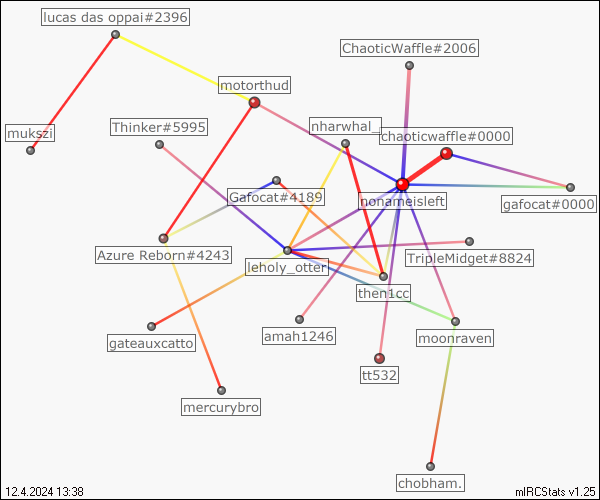 lucas das oppai#2396
ChaoticWaffle#2006
motorthud
Thinker#5995
nharwhal_
chaoticwaffle#0000
mukszi
Gafocat#4189
nonameisleft
gafocat#0000
Azure Reborn#4243
leholy_otter
TripleMidget#8824
then1cc
gateauxcatto
amah1246
moonraven
tt532
mercurybro
chobham.
12.4.2024 13:38
mIRCStats v1.25